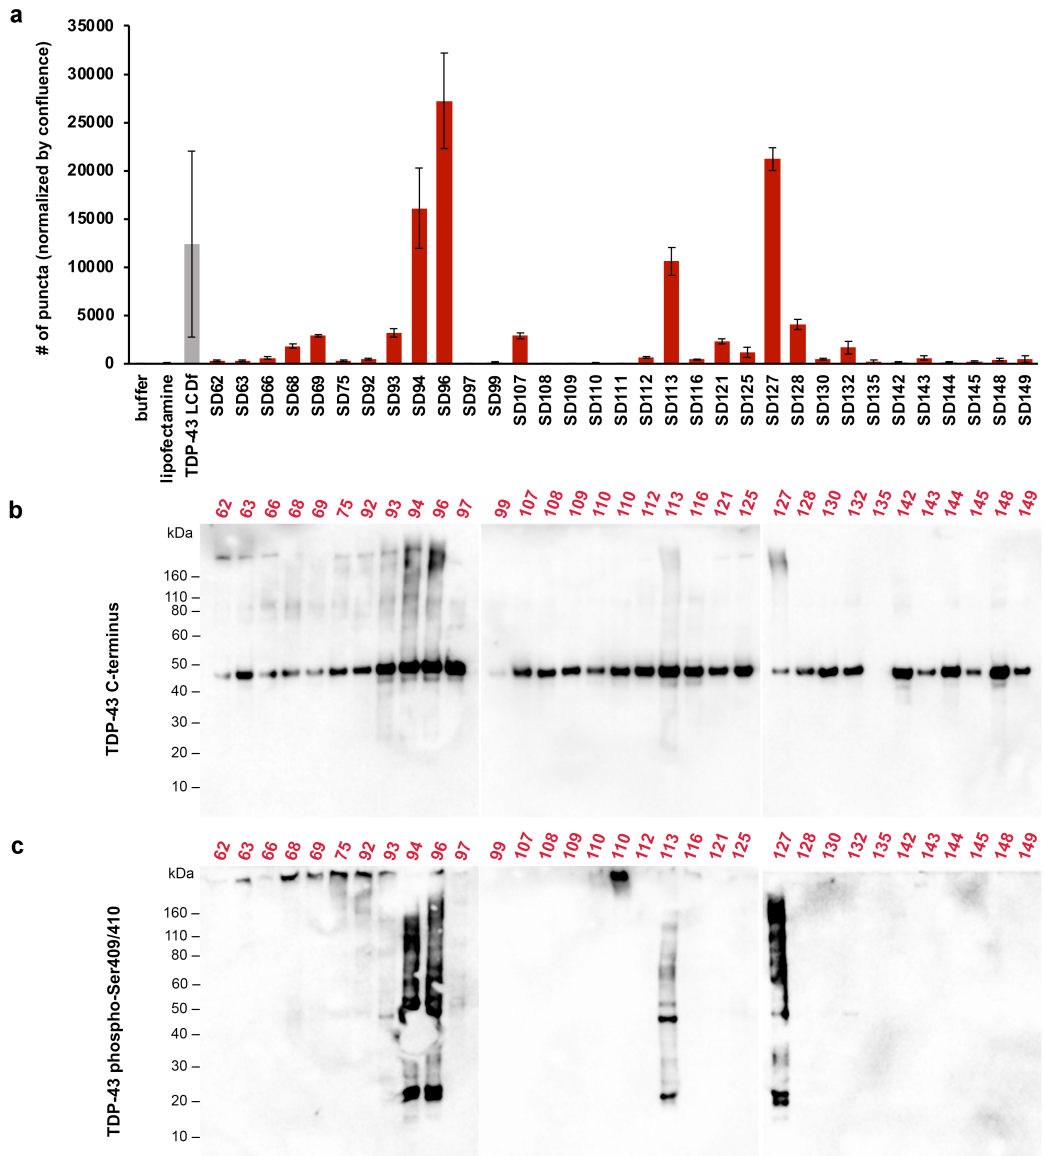 a
# of puncta (normalized by confluence)
35000
30000
25000
20000
15000
10000
5000
0
buffer
lipofectamine
TDP-43 LCDf
SD62
SD63
SD66
SD68
SD69
SD75
SD92
SD93
SD94
SD96
SD97
SD99
SD107
SD108
SD109
SD110
SD111
SD112
SD113
SD116
SD121
SD125
SD127
SD128
SD130
SD132
SD135
SD142
SD143
SD144
SD145
SD148
SD149
b
62 63 66 68 69 75 92 93 94 96 97 99 107 108 109 110 110 112 113 116 121 125 127 128 130 132 135 142 143 144 145 148 149
TDP-43 C-terminus
kDa
160
110
80
60
50
40
30
20
10
c
62 63 66 68 69 75 92 93 94 96 97 99 107 108 109 110 110 112 113 116 121 125 127 128 130 132 135 142 143 144 145 148 149
TDP-43 phospho-Ser409/410
kDa
160
110
80
60
50
40
30
20
10